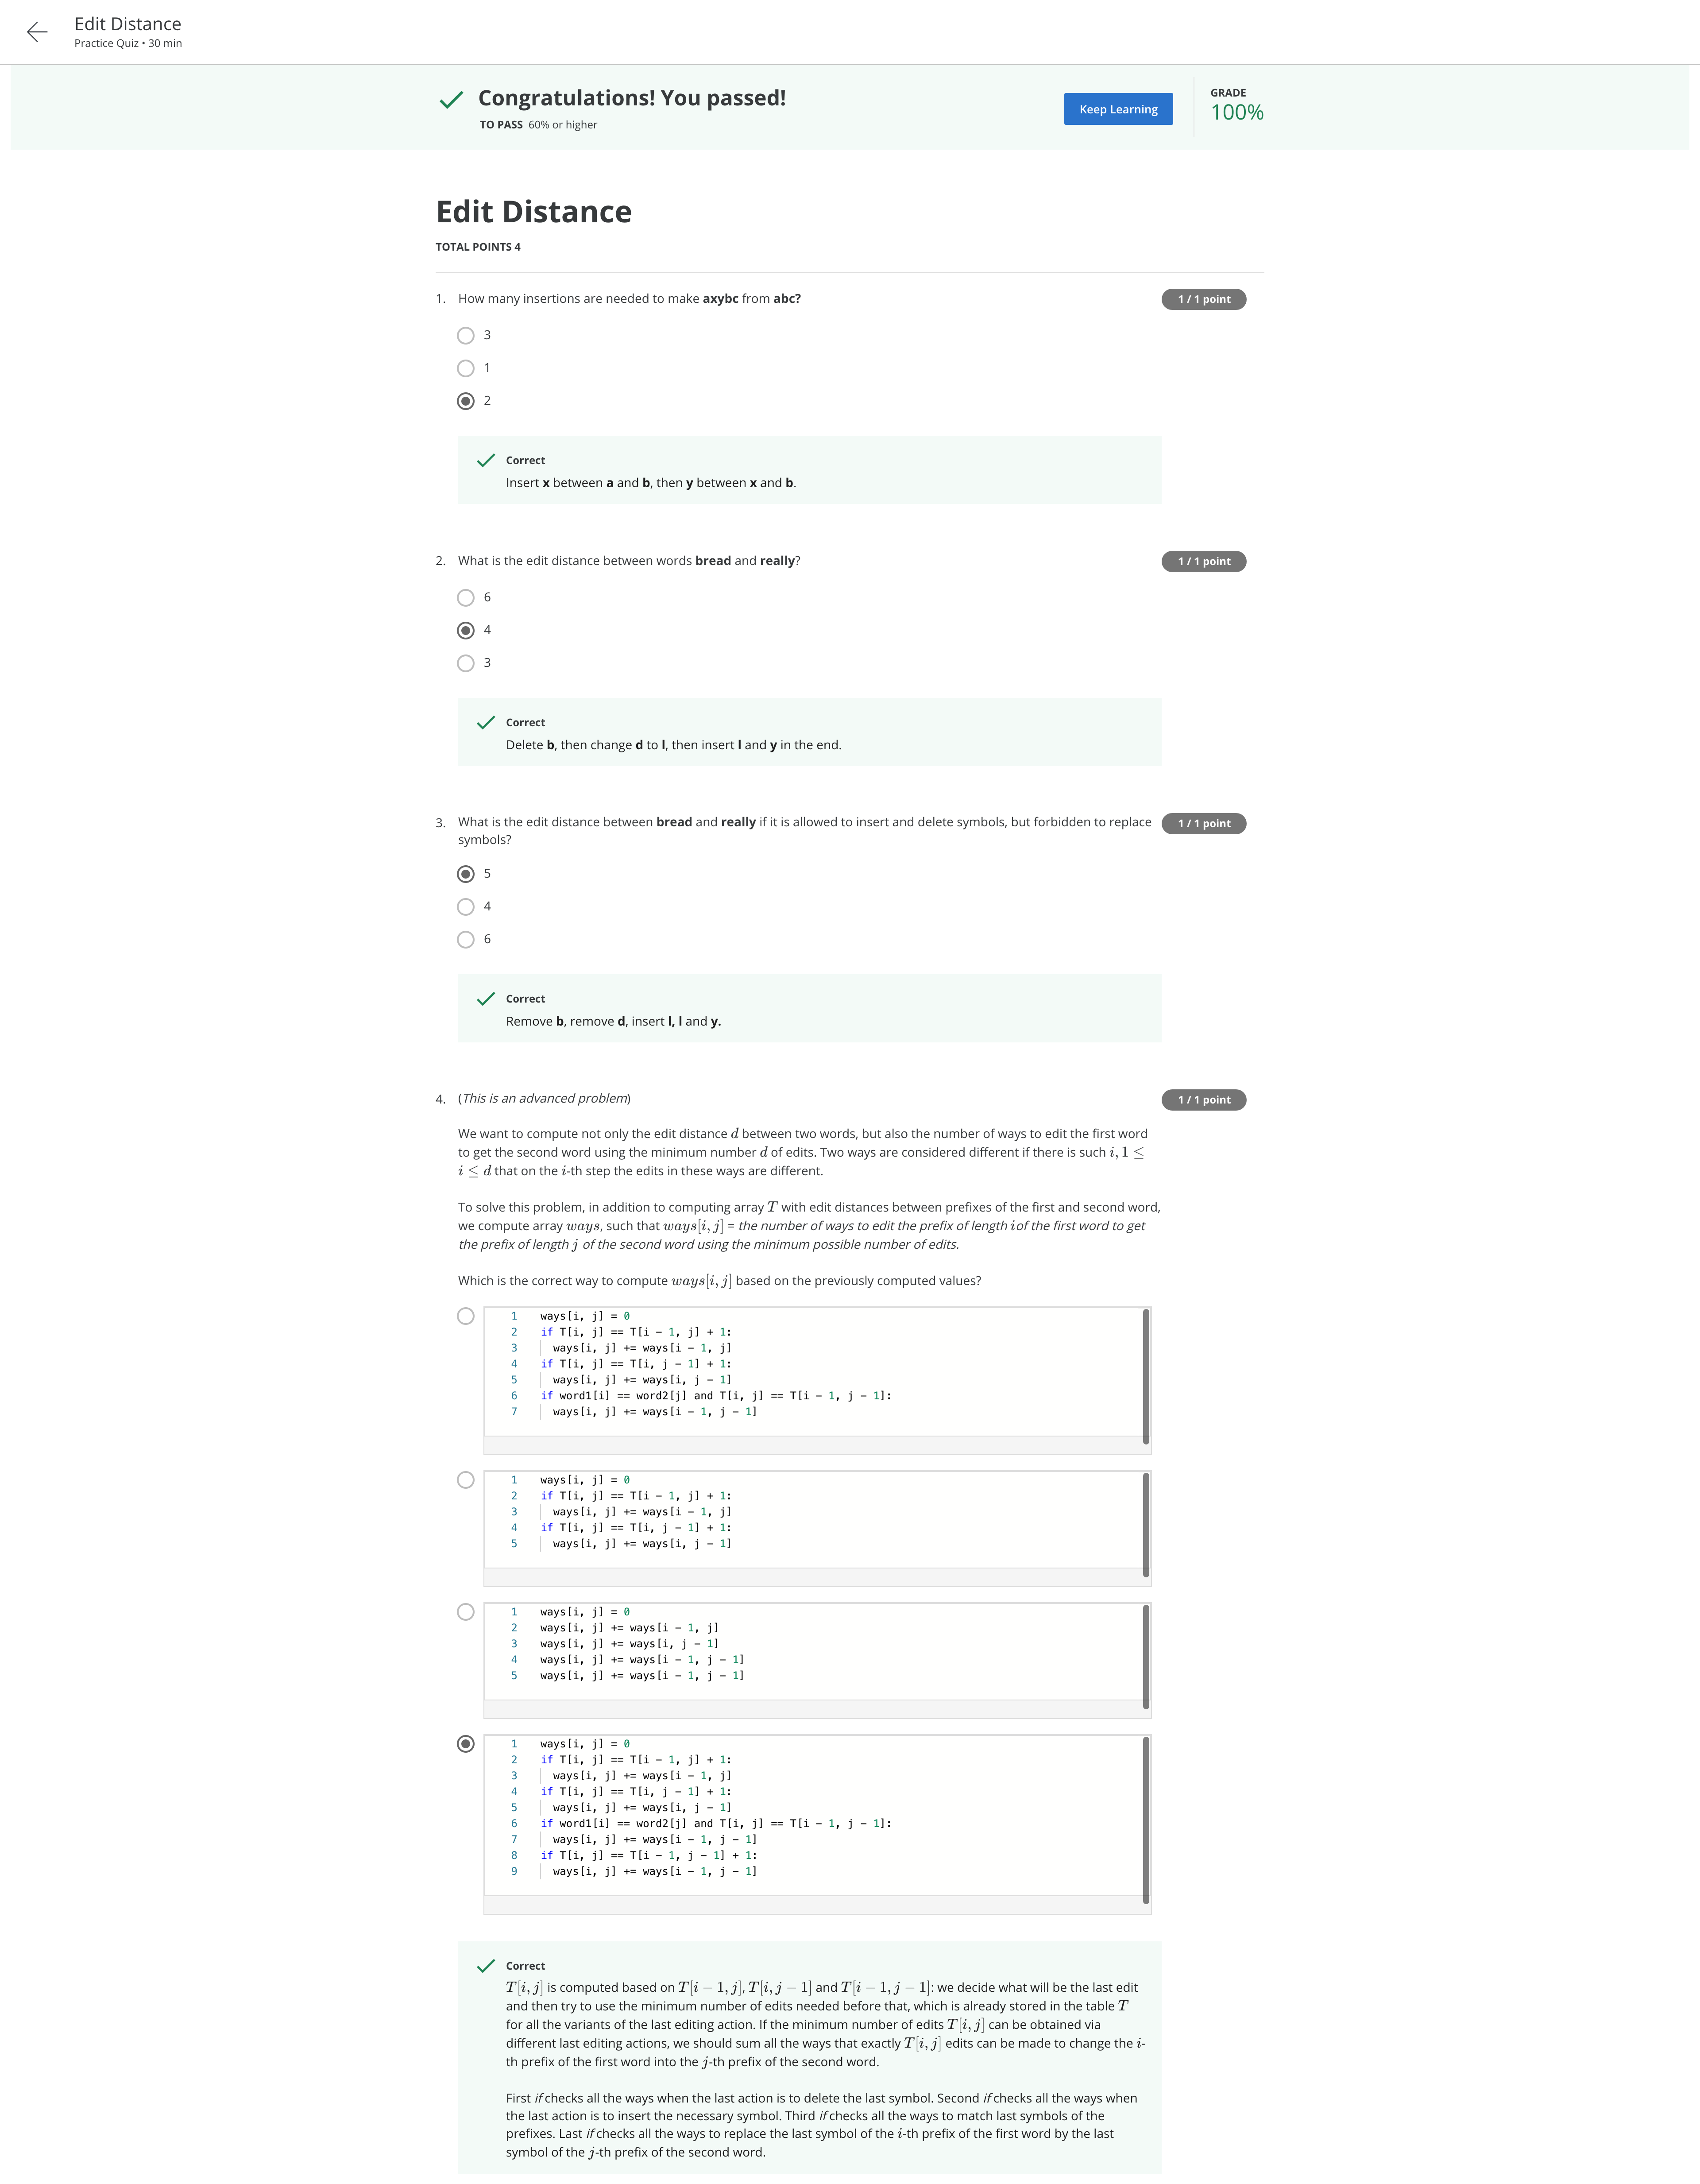 Edit Distance
Practice Quiz • 30 min
Congratulations! You passed!
TO PASS 60% or higher
Keep Learning
GRADE
100%
Edit Distance
TOTAL POINTS 4
1. How many insertions are needed to make axybc from abc?
1 / 1 point
3
1
2
Correct
Insert x between a and b, then y between x and b.
2. What is the edit distance between words bread and really?
1 / 1 point
6
4
3
Correct
Delete b, then change d to l, then insert l and y in the end.
3. What is the edit distance between bread and really if it is allowed to insert and delete symbols, but forbidden to replace
symbols?
1 / 1 point
5
4
6
Correct
Remove b, remove d, insert l, l and y.
4. (This is an advanced problem)
1 / 1 point
We want to compute not only the edit distance d between two words, but also the number of ways to edit the first word
to get the second word using the minimum number d of edits. Two ways are considered different if there is such i, 1 ≤
i ≤ d that on the i-th step the edits in these ways are different.
To solve this problem, in addition to computing array T with edit distances between prefixes of the first and second word,
we compute array ways, such that ways[i, j] = the number of ways to edit the prefix of length i of the first word to get
the prefix of length j of the second word using the minimum possible number of edits.
Which is the correct way to compute ways[i, j] based on the previously computed values?
1 ways[i, j] = 0
2 if T[i, j] == T[i - 1, j] + 1:
3 ways[i, j] += ways[i - 1, j]
4 if T[i, j] == T[i, j - 1] + 1:
5 ways[i, j] += ways[i, j - 1]
6 if word1[i] == word2[j] and T[i, j] == T[i - 1, j - 1]:
7 ways[i, j] += ways[i - 1, j - 1]
1 ways[i, j] = 0
2 if T[i, j] == T[i - 1, j] + 1:
3 ways[i, j] += ways[i - 1, j]
4 if T[i, j] == T[i, j - 1] + 1:
5 ways[i, j] += ways[i, j - 1]
1 ways[i, j] = 0
2 ways[i, j] += ways[i - 1, j]
3 ways[i, j] += ways[i, j - 1]
4 ways[i, j] += ways[i - 1, j - 1]
5 ways[i, j] += ways[i - 1, j - 1]
1 ways[i, j] = 0
2 if T[i, j] == T[i - 1, j] + 1:
3 ways[i, j] += ways[i - 1, j]
4 if T[i, j] == T[i, j - 1] + 1:
5 ways[i, j] += ways[i, j - 1]
6 if word1[i] == word2[j] and T[i, j] == T[i - 1, j - 1]:
7 ways[i, j] += ways[i - 1, j - 1]
8 if T[i, j] == T[i - 1, j - 1] + 1:
9 ways[i, j] += ways[i - 1, j - 1]
Correct
T[i, j] is computed based on T[i − 1, j], T[i, j − 1] and T[i − 1, j − 1]: we decide what will be the last edit
and then try to use the minimum number of edits needed before that, which is already stored in the table T
for all the variants of the last editing action. If the minimum number of edits T[i, j] can be obtained via
different last editing actions, we should sum all the ways that exactly T[i, j] edits can be made to change the i-
th prefix of the first word into the j-th prefix of the second word.
First if checks all the ways when the last action is to delete the last symbol. Second if checks all the ways when
the last action is to insert the necessary symbol. Third if checks all the ways to match last symbols of the
prefixes. Last if checks all the ways to replace the last symbol of the i-th prefix of the first word by the last
symbol of the j-th prefix of the second word.